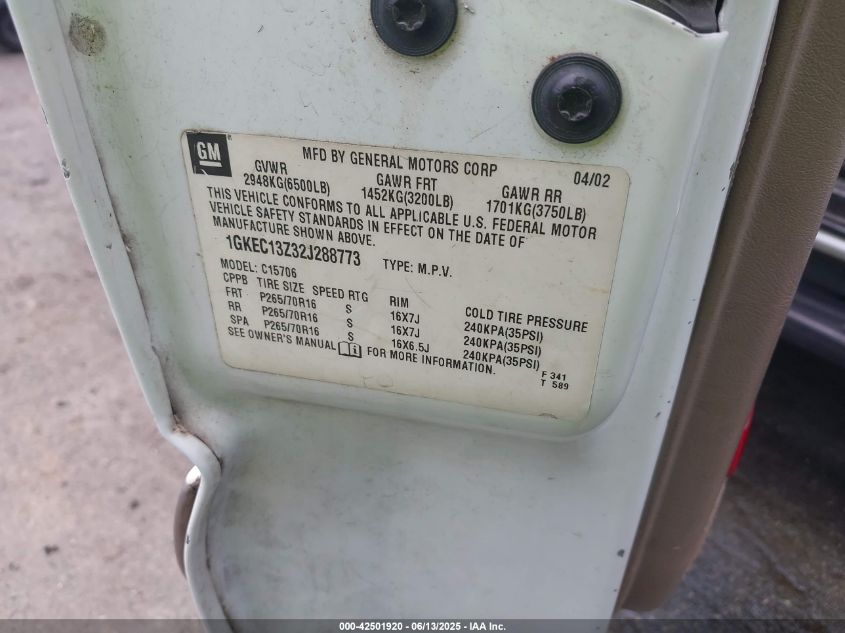 GM
MFD BY GENERAL MOTORS CORP 04/02
GVWR GAWR FRT GAWR RR
2948KG(6500LB) 1452KG(3200LB) 1701KG(3750LB)
THIS VEHICLE CONFORMS TO ALL APPLICABLE U.S. FEDERAL MOTOR
VEHICLE SAFETY STANDARDS IN EFFECT ON THE DATE OF
MANUFACTURE SHOWN ABOVE.
1GKEC13Z32J288773 TYPE: M.P.V.
MODEL: C15706
CPPB TIRE SIZE SPEED RTG RIM COLD TIRE PRESSURE
FRT P265/70R16 S 16X7J 240KPA(35PSI)
RR P265/70R16 S 16X7J 240KPA(35PSI)
SPA P265/70R16 S 16X6.5J 240KPA(35PSI)
SEE OWNER'S MANUAL FOR MORE INFORMATION.
F 341
T 589
000-42501920 - 06/13/2025 - IAA Inc.